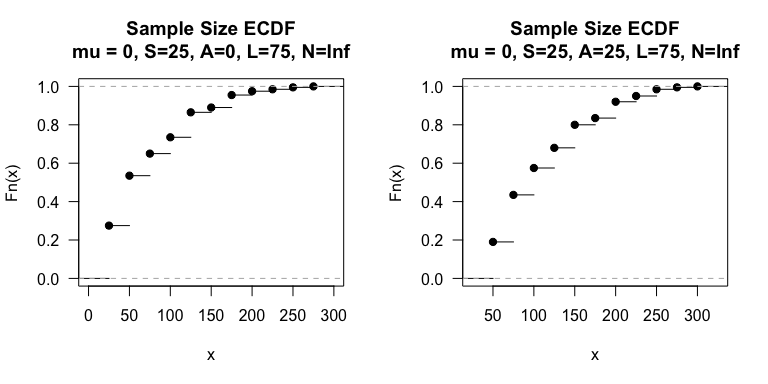 Sample Size ECDF
mu = 0, S=25, A=0, L=75, N=Inf
Fn(x)
1.0
0.8
0.6
0.4
0.2
0.0
0 50 100 150 200 250 300
x
Sample Size ECDF
mu = 0, S=25, A=25, L=75, N=Inf
Fn(x)
1.0
0.8
0.6
0.4
0.2
0.0
50 100 150 200 250 300
x